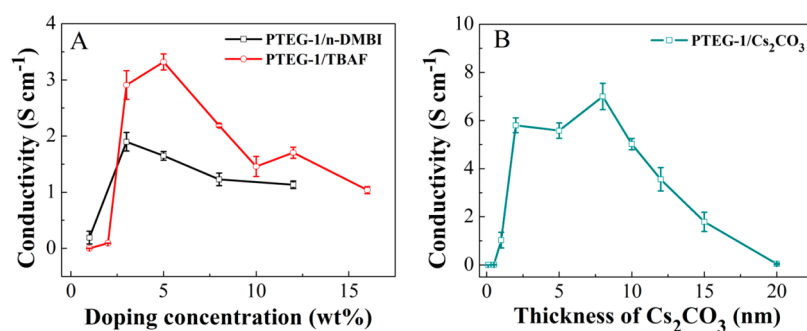 A
PTEG-1/n-DMBI
PTEG-1/TBAF
Conductivity (S cm⁻¹)
4
3
2
1
0
0 5 10 15
Doping concentration (wt%)
B
PTEG-1/Cs₂CO₃
Conductivity (S cm⁻¹)
10
8
6
4
2
0
0 5 10 15 20
Thickness of Cs₂CO₃ (nm)